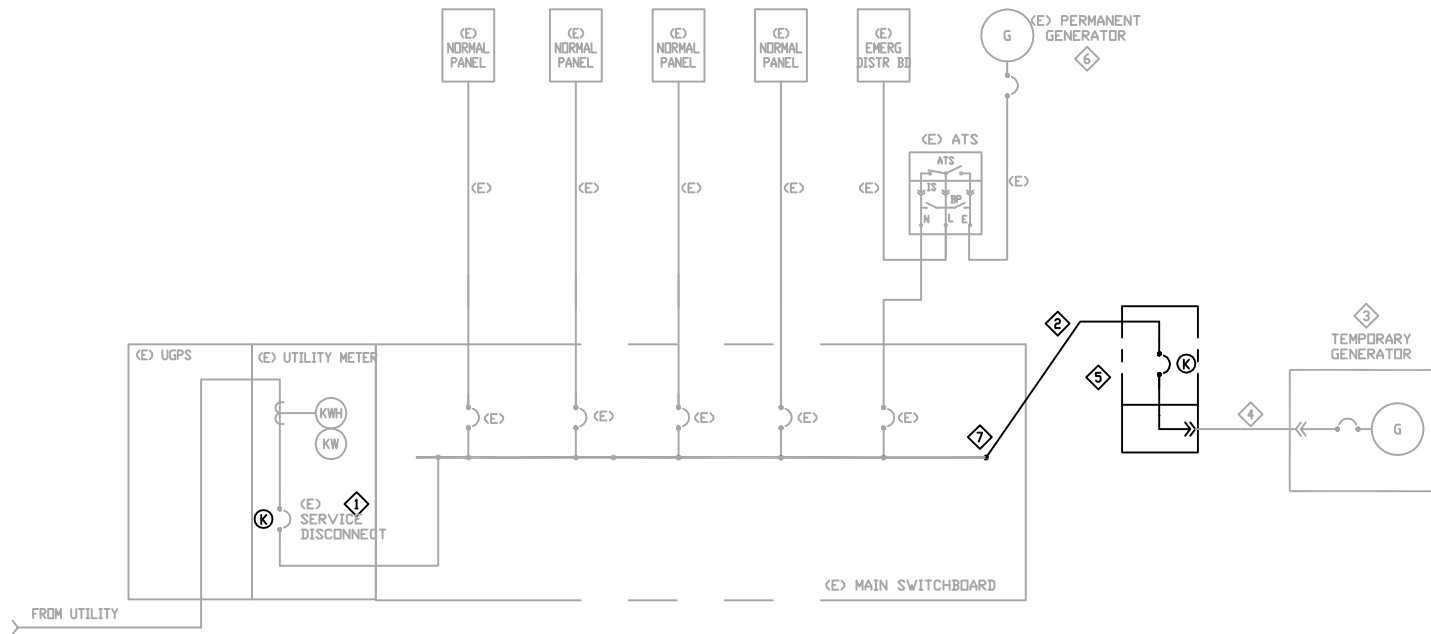 (E)
NORMAL
PANEL
(E)
NORMAL
PANEL
(E)
NORMAL
PANEL
(E)
NORMAL
PANEL
(E)
EMERG
DISTR BD
G
(E) PERMANENT
GENERATOR
6
(E) ATS
ATS
IS
BP
N
L
E
(E)
(E)
(E)
(E)
(E)
(E)
(E) UGPS
(E) UTILITY METER
KWH
KW
(E)
(E)
(E)
(E)
(E)
7
2
5
K
4
3
TEMPORARY
GENERATOR
G
K
1
(E)
SERVICE
DISCONNECT
(E) MAIN SWITCHBOARD
FROM UTILITY